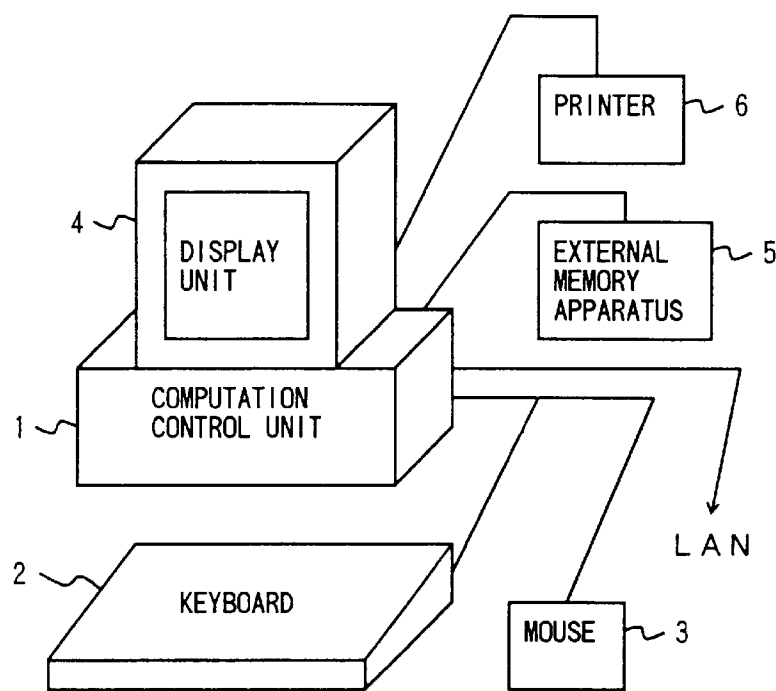 PRINTER
6
4
DISPLAY
UNIT
EXTERNAL
MEMORY
APPARATUS
5
COMPUTATION
CONTROL UNIT
1
LAN
2
KEYBOARD
MOUSE
3